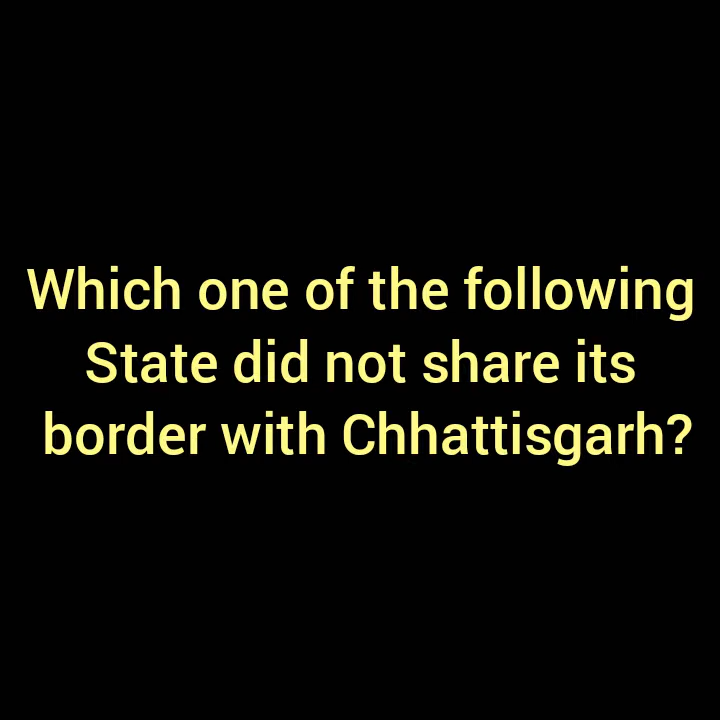 Which one of the following
State did not share its
border with Chhattisgarh?